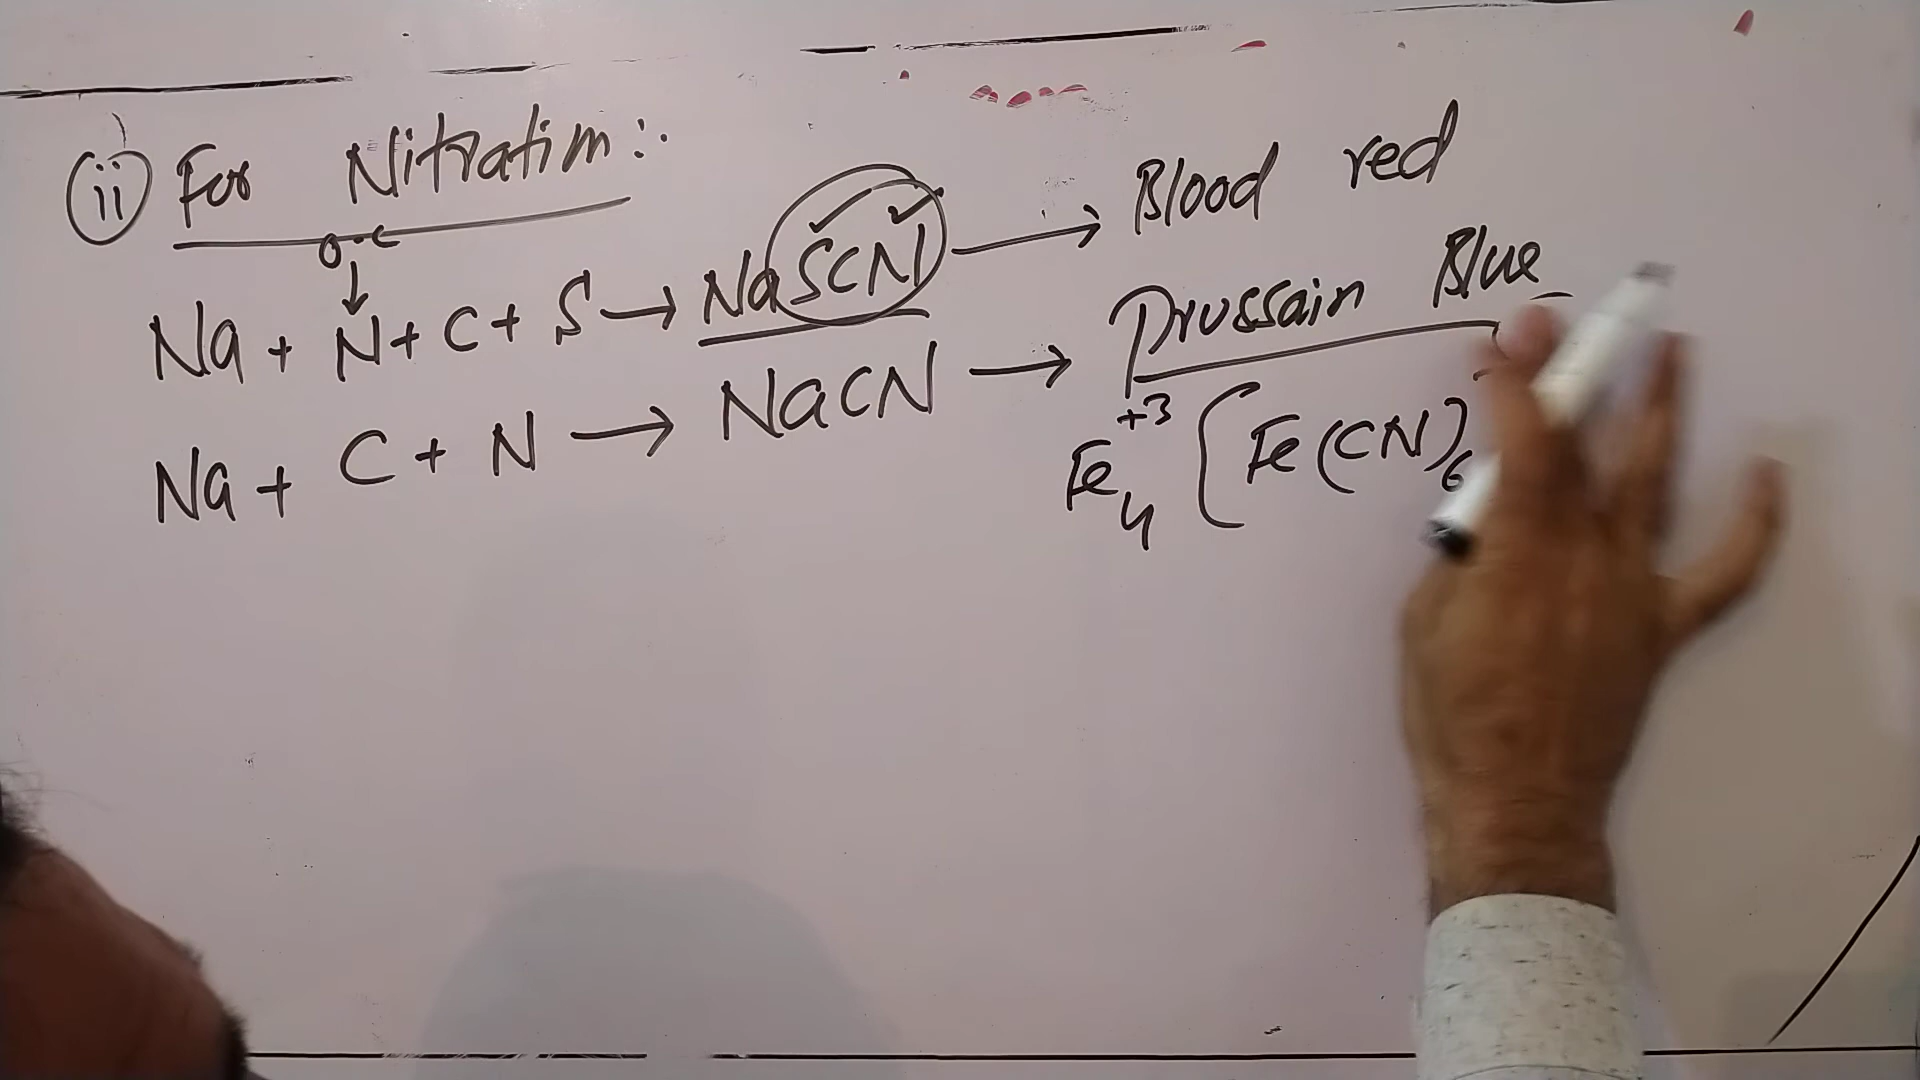 (ii) For Nitratim :.
O.C
↓
Na + N + C + S → NaSCN → Blood red
Na + C + N → NaCN → Prussain Blue
Fe₄⁺³ [Fe(CN)₆